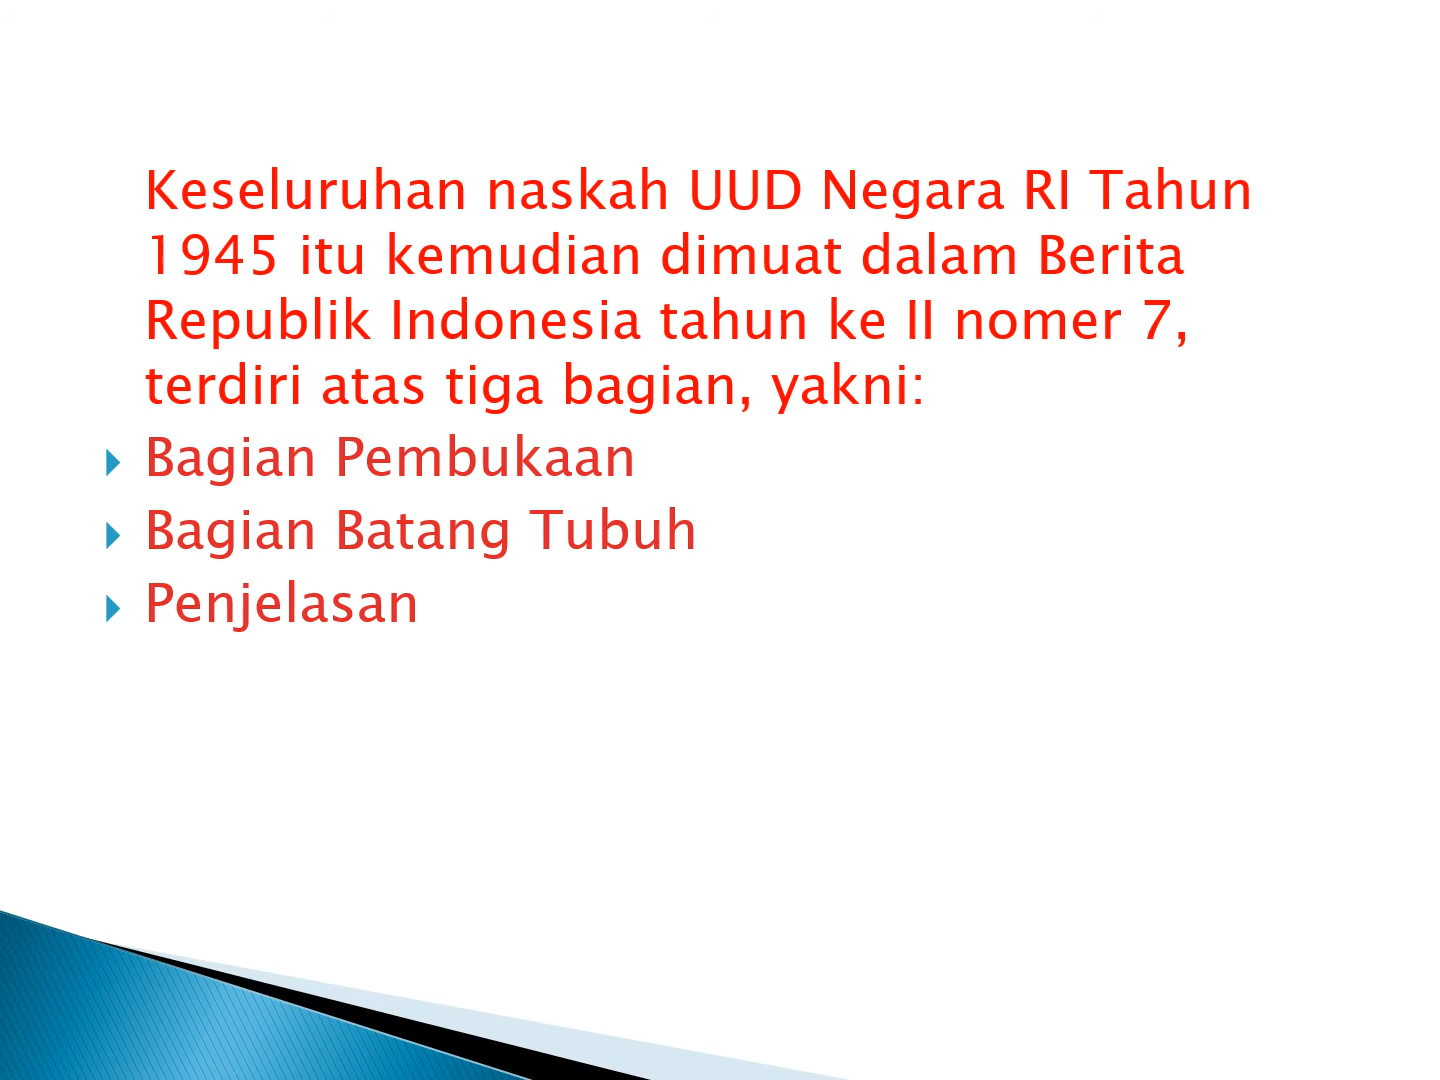 Keseluruhan naskah UUD Negara RI Tahun
1945 itu kemudian dimuat dalam Berita
Republik Indonesia tahun ke II nomer 7,
terdiri atas tiga bagian, yakni:
Bagian Pembukaan
Bagian Batang Tubuh
Penjelasan